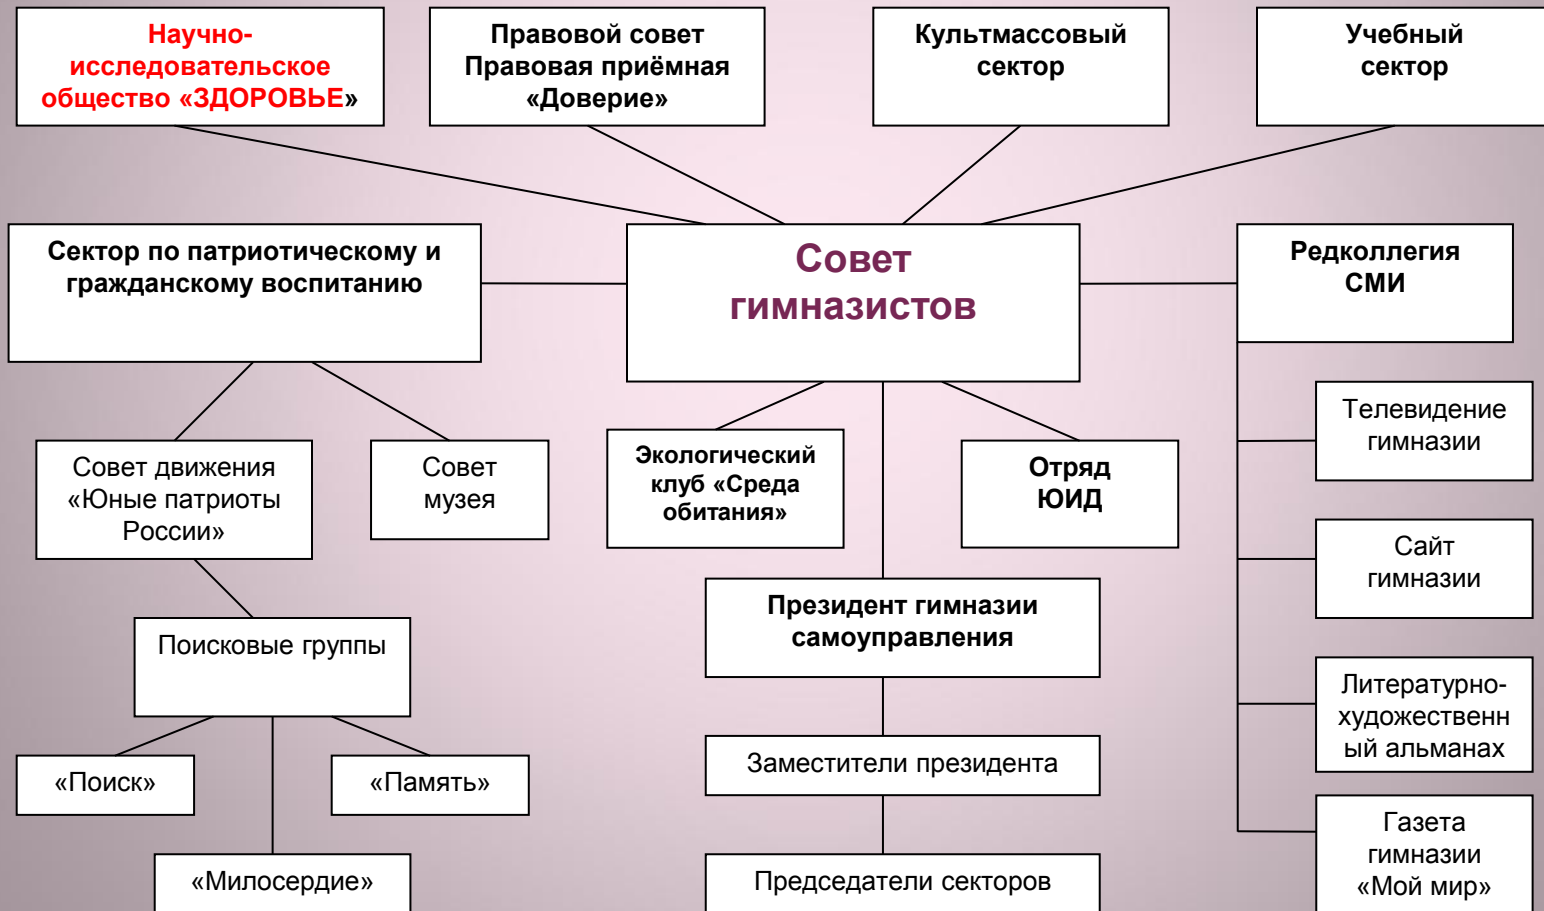 Научно-
исследовательское
общество «ЗДОРОВЬЕ»
Правовой совет
Правовая приёмная
«Доверие»
Культмассовый
сектор
Учебный
сектор
Сектор по патриотическому и
гражданскому воспитанию
Совет
гимназистов
Редколлегия
СМИ
Совет движения
«Юные патриоты
России»
Совет
музея
Экологический
клуб «Среда
обитания»
Отряд
ЮИД
Телевидение
гимназии
Сайт
гимназии
Литературно-
художественн
ый альманах
Газета
гимназии
«Мой мир»
Президент гимназии
самоуправления
Заместители президента
Председатели секторов
Поисковые группы
«Поиск»
«Память»
«Милосердие»